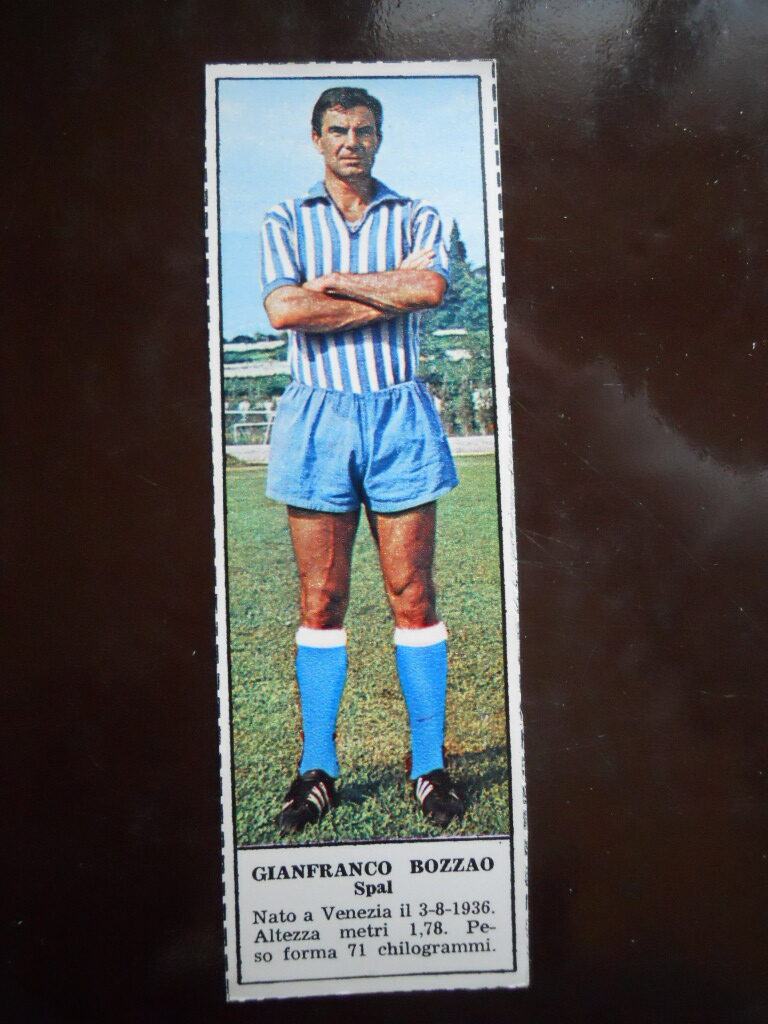 GIANFRANCO BOZZAO
Spal
Nato a Venezia il 3-8-1936.
Altezza metri 1,78. Pe-
so forma 71 chilogrammi.